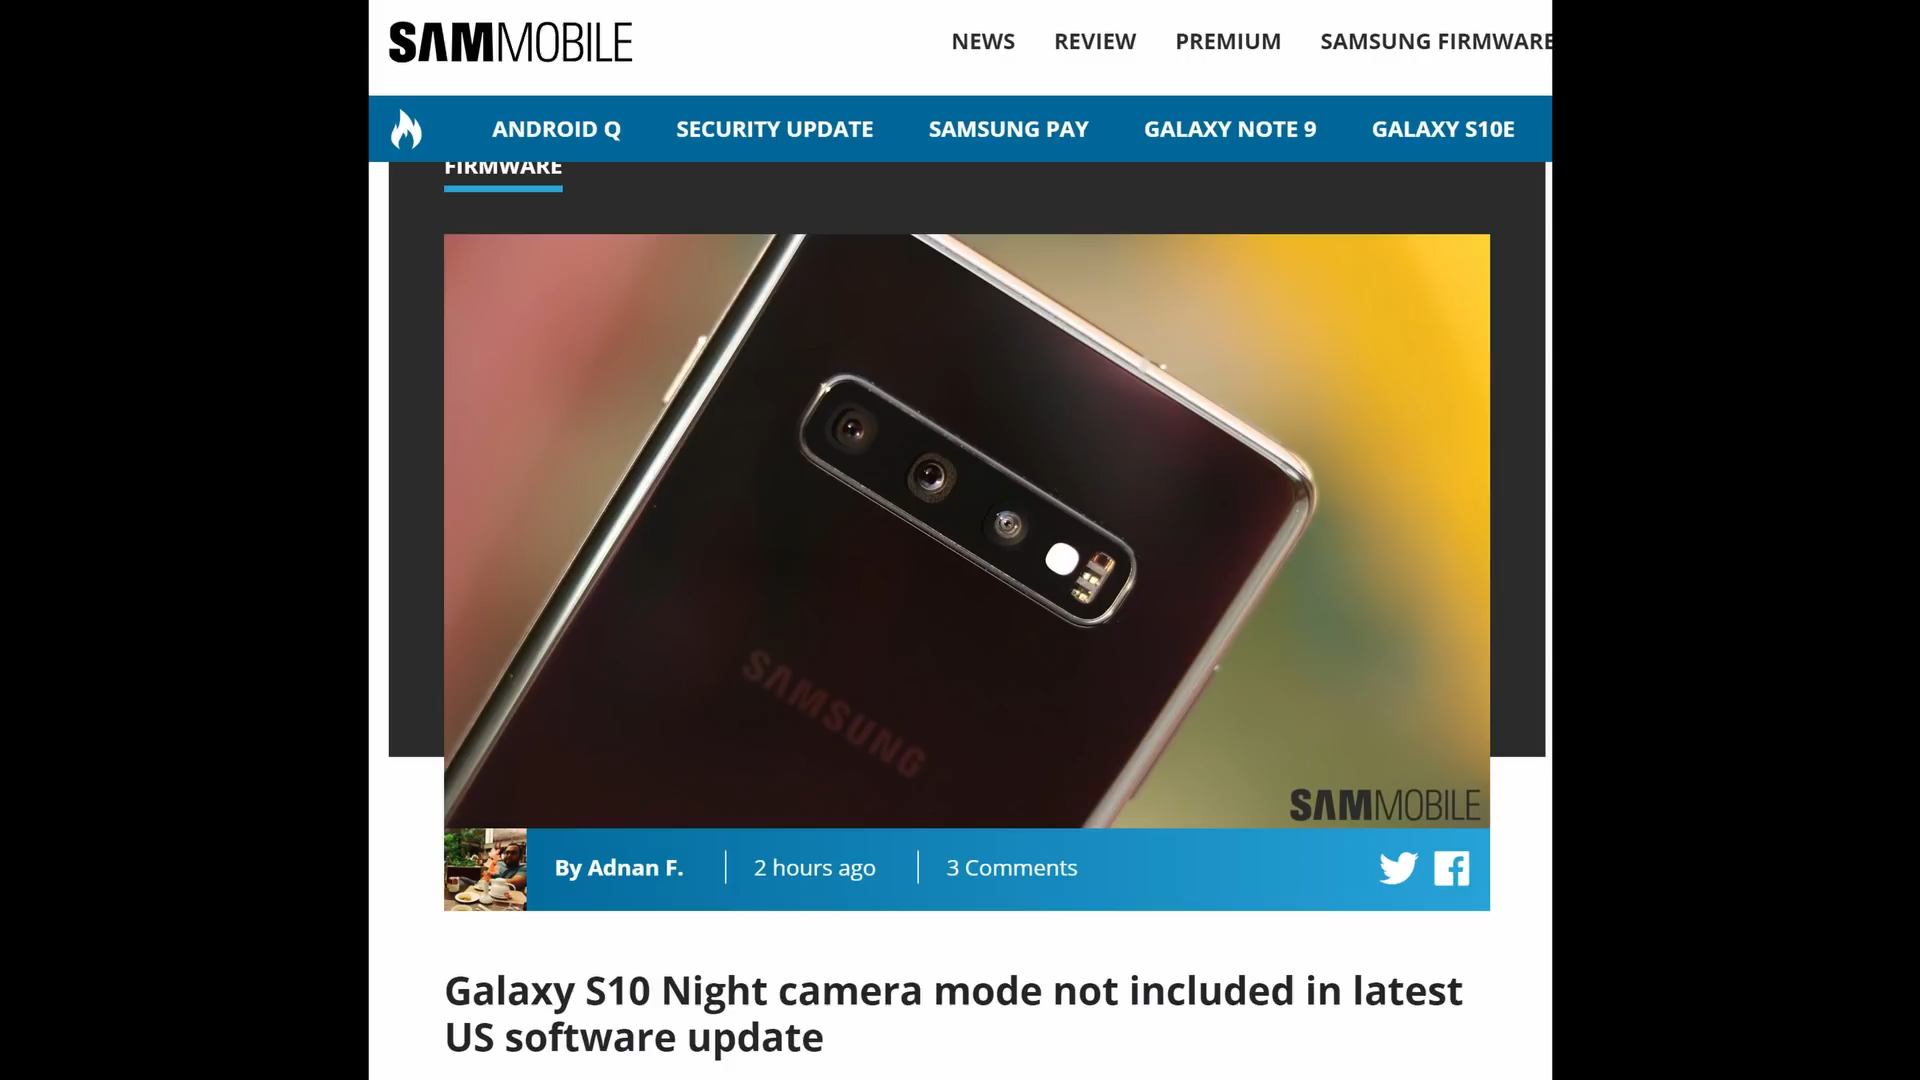 SAMMOBILE
NEWS REVIEW PREMIUM SAMSUNG FIRMWARE
ANDROID Q SECURITY UPDATE SAMSUNG PAY GALAXY NOTE 9 GALAXY S10E
FIRMWARE
SAMSUNG
SAMMOBILE
By Adnan F. 2 hours ago 3 Comments
Galaxy S10 Night camera mode not included in latest
US software update